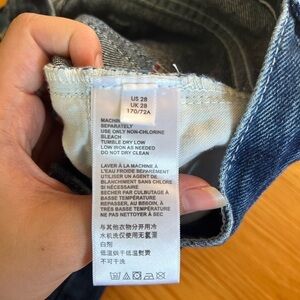 US 28
UK 28
170/72A
MACHIN
SEPARATELY
USE ONLY NON-CHLORINE
BLEACH
TUMBLE DRY LOW
LOW IRON AS NEEDED
DO NOT DRY CLEAN
LAVER À LA MACHINE À
L'EAU FROIDE SÉPARÉMENT
UTILISER UN AGENT DE
BLANCHIMENT SANS CHLORE
SI NÉCESSAIRE
SECHER PAR CULBUTAGE À
BASSE TEMPÉRATURE
REPASSER, AU BESOIN, À
TRÈS BASSE TEMPÉRATURE
NE PAS NETTOYER À SEC
与其他衣物分开用冷
水机洗仅使用无氯漂
白剂
低温烘干低温熨烫
不可干洗